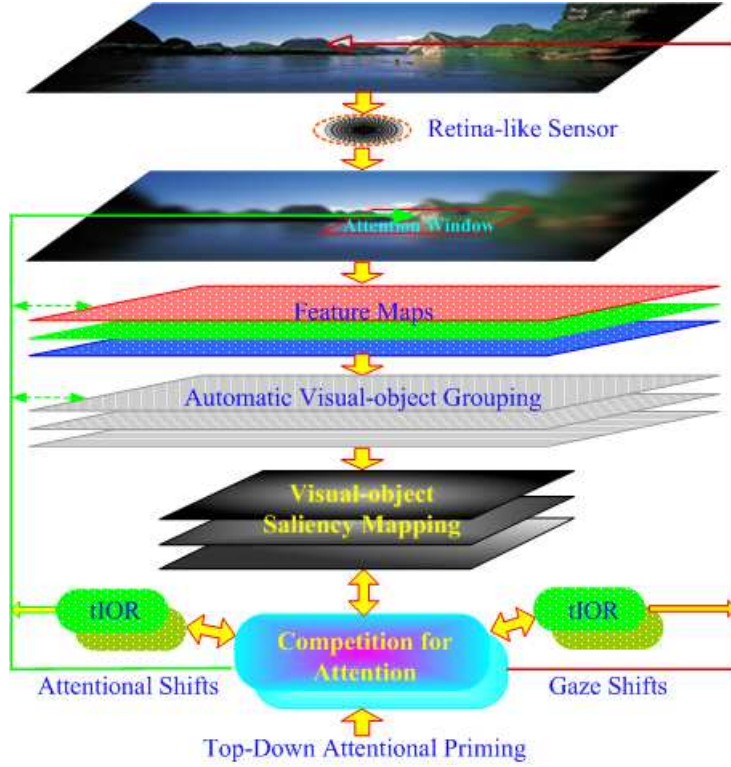 Retina-like Sensor
Attention Window
Feature Maps
Automatic Visual-object Grouping
Visual-object
Saliency Mapping
tIOR
tIOR
Competition for
Attention
Attentional Shifts
Gaze Shifts
Top-Down Attentional Priming